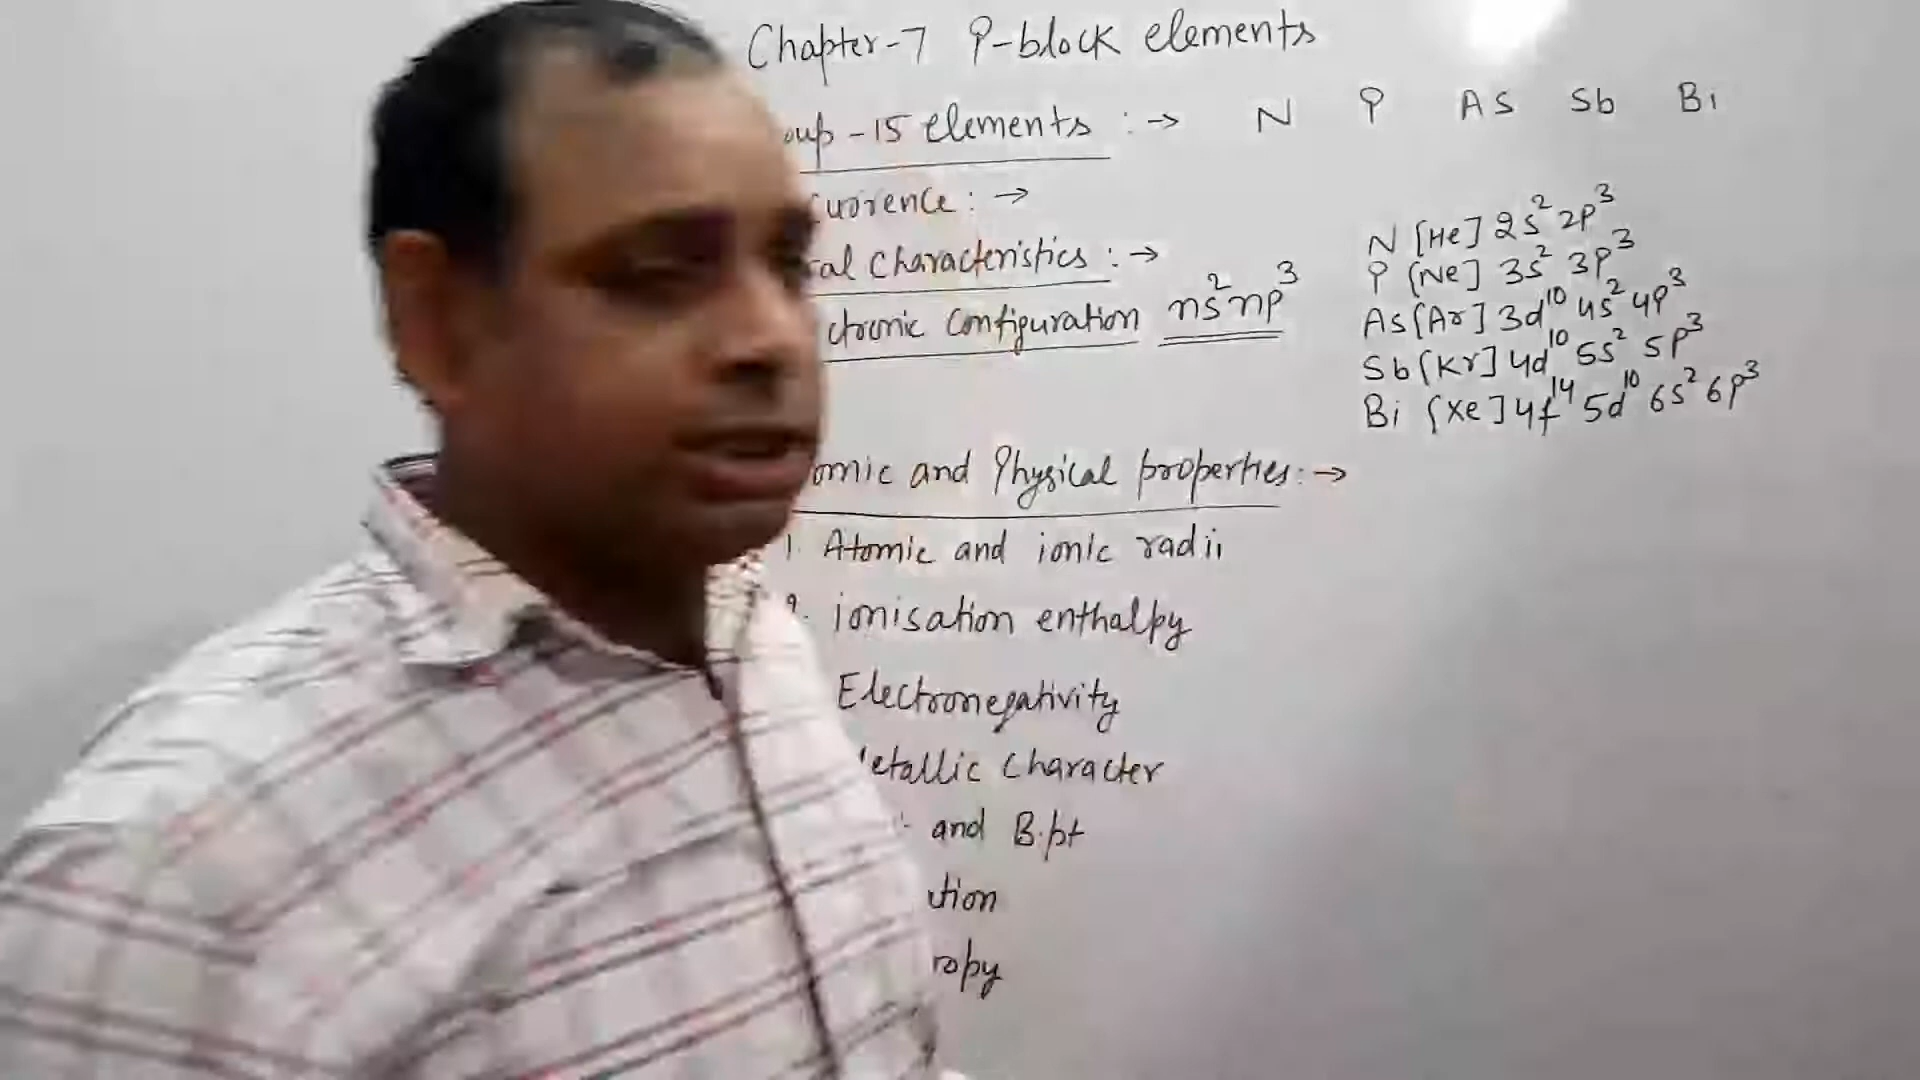 Chapter-7 P-block elements
oup - 15 elements : → N P As Sb Bi
curence : →
ral Characteristics : →
ctronic Configuration ns² np³
N [He] 2s² 2p³
P [Ne] 3s² 3p³
As [Ar] 3d¹⁰ 4s² 4p³
Sb [Kr] 4d¹⁰ 5s² 5p³
Bi [Xe] 4f¹⁴ 5d¹⁰ 6s² 6p³
omic and Physical properties : →
1. Atomic and ionic radii
2. ionisation enthalpy
Electronegativity
etallic Character
and B.pt
tion
ropy